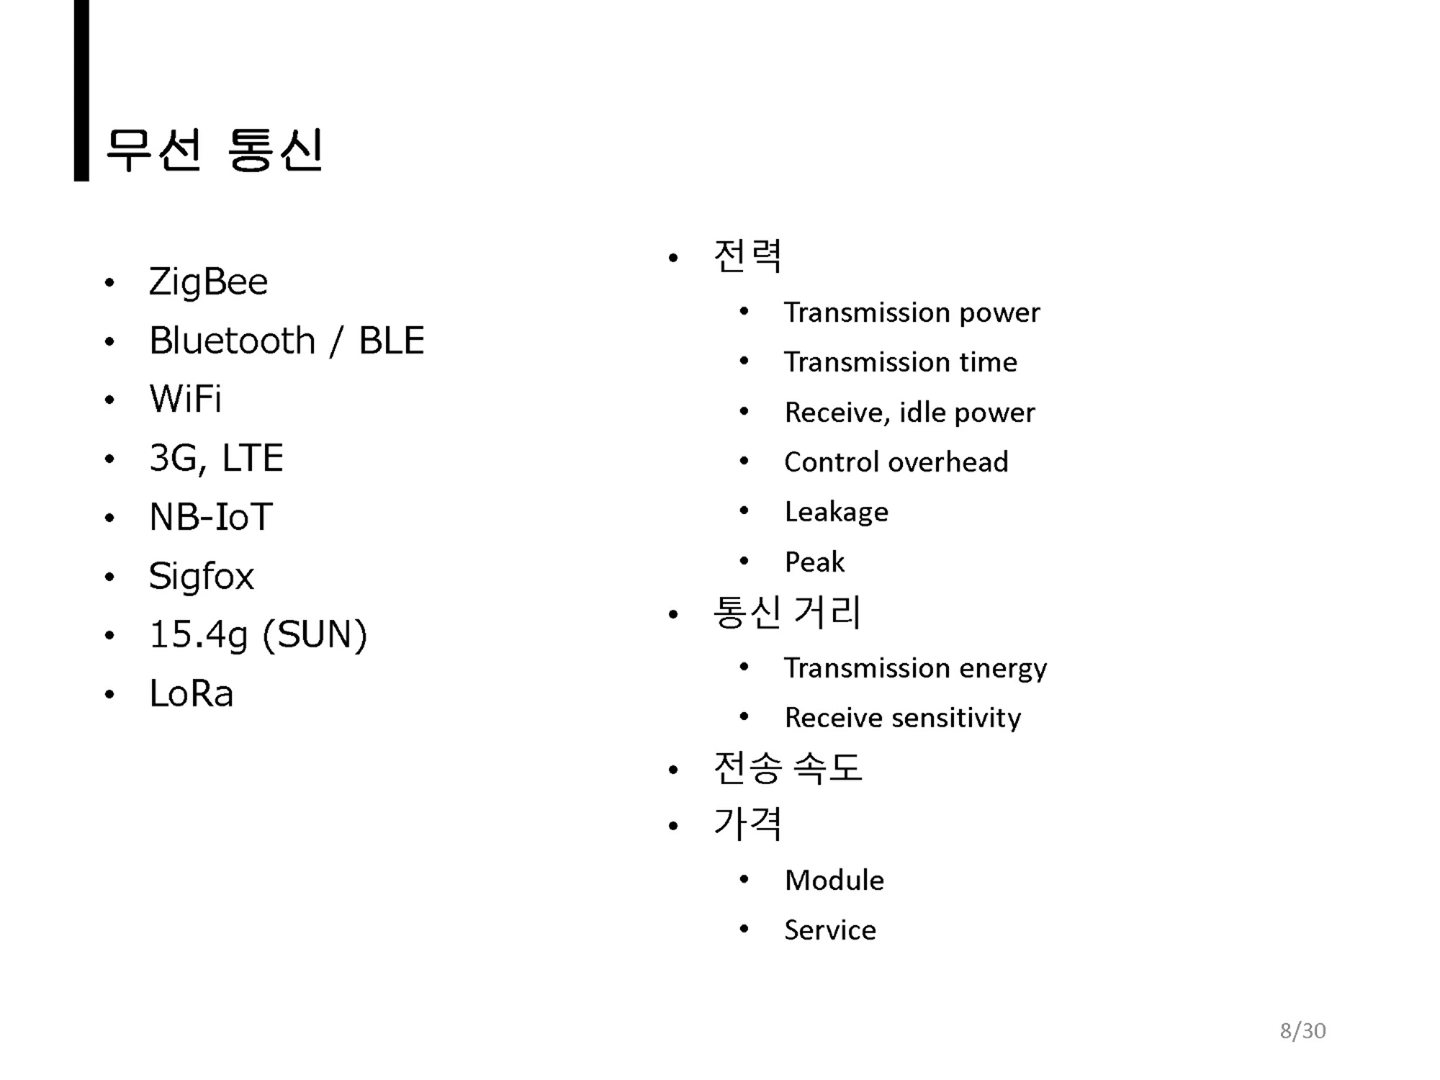 무선 통신
• ZigBee
• Bluetooth / BLE
• WiFi
• 3G, LTE
• NB-IoT
• Sigfox
• 15.4g (SUN)
• LoRa
• 전력
• Transmission power
• Transmission time
• Receive, idle power
• Control overhead
• Leakage
• Peak
• 통신 거리
• Transmission energy
• Receive sensitivity
• 전송 속도
• 가격
• Module
• Service
8/30